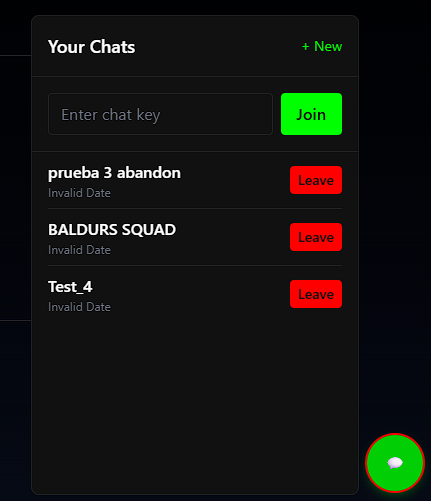 Your Chats
+ New
Enter chat key
Join
prueba 3 abandon
Leave
Invalid Date
BALDURS SQUAD
Leave
Invalid Date
Test_4
Leave
Invalid Date